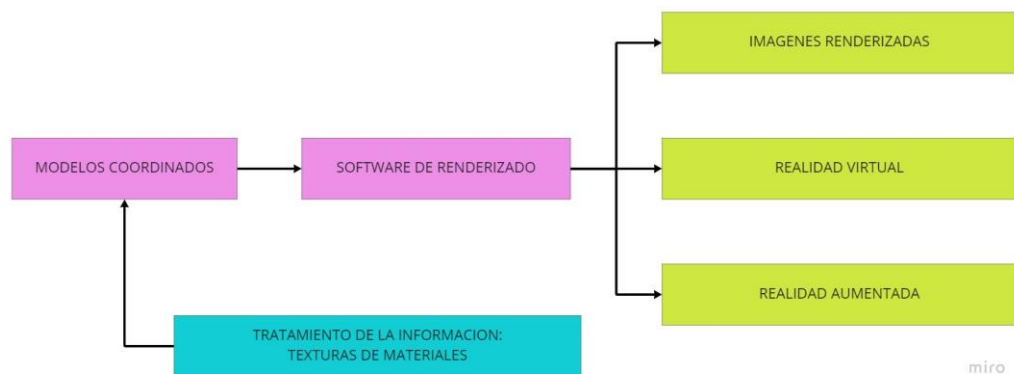 IMAGENES RENDERIZADAS
MODELOS COORDINADOS
SOFTWARE DE RENDERIZADO
REALIDAD VIRTUAL
REALIDAD AUMENTADA
TRATAMIENTO DE LA INFORMACION:
TEXTURAS DE MATERIALES
miro